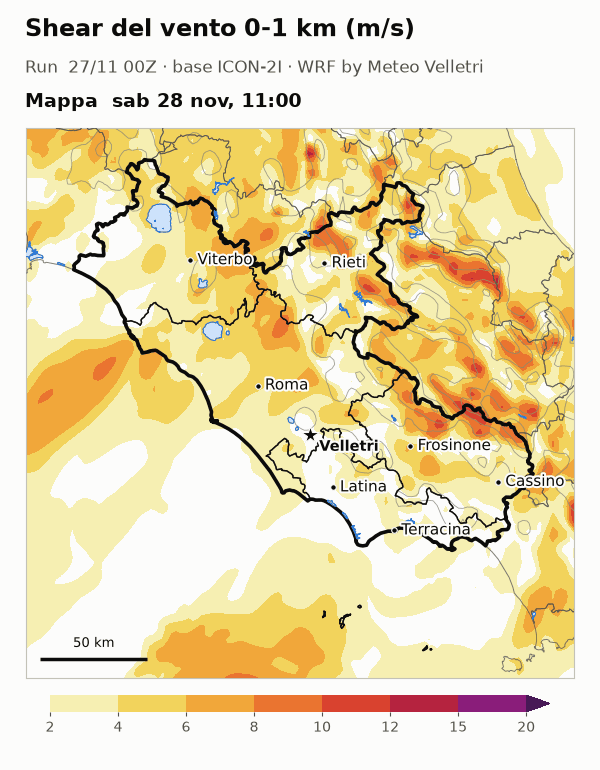 Shear del vento 0-1 km (m/s)
Run  27/11 00Z · base ICON-2I · WRF by Meteo Velletri
Mappa  sab 28 nov, 11:00
Viterbo
Rieti
Roma
Velletri
Frosinone
Latina
Cassino
Terracina
50 km
2 4 6 8 10 12 15 20